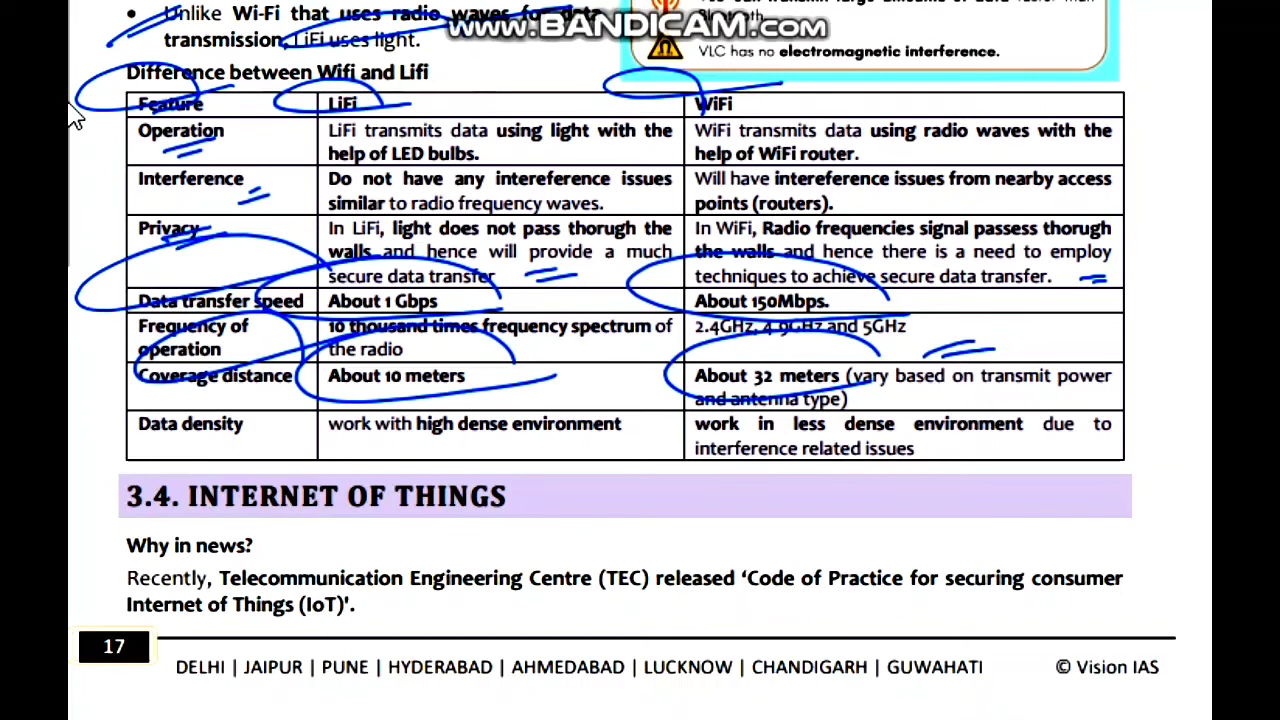 • Unlike Wi-Fi that uses radio waves for data
transmission, LiFi uses light.
www.BANDICAM.com
VLC has no electromagnetic interference.
Difference between Wifi and Lifi
Feature LiFi WiFi
Operation LiFi transmits data using light with the WiFi transmits data using radio waves with the
help of LED bulbs. help of WiFi router.
Interference Do not have any intereference issues Will have intereference issues from nearby access
similar to radio frequency waves. points (routers).
Privacy In LiFi, light does not pass thorugh the In WiFi, Radio frequencies signal passess thorugh
walls and hence will provide a much the walls and hence there is a need to employ
secure data transfer techniques to achieve secure data transfer.
Data transfer speed About 1 Gbps About 150Mbps.
Frequency of 10 thousand times frequency spectrum of 2.4GHz, 4.9GHz and 5GHz
operation the radio
Coverage distance About 10 meters About 32 meters (vary based on transmit power
and antenna type)
Data density work with high dense environment work in less dense environment due to
interference related issues
3.4. INTERNET OF THINGS
Why in news?
Recently, Telecommunication Engineering Centre (TEC) released ‘Code of Practice for securing consumer
Internet of Things (IoT)'.
17
DELHI | JAIPUR | PUNE | HYDERABAD | AHMEDABAD | LUCKNOW | CHANDIGARH | GUWAHATI © Vision IAS